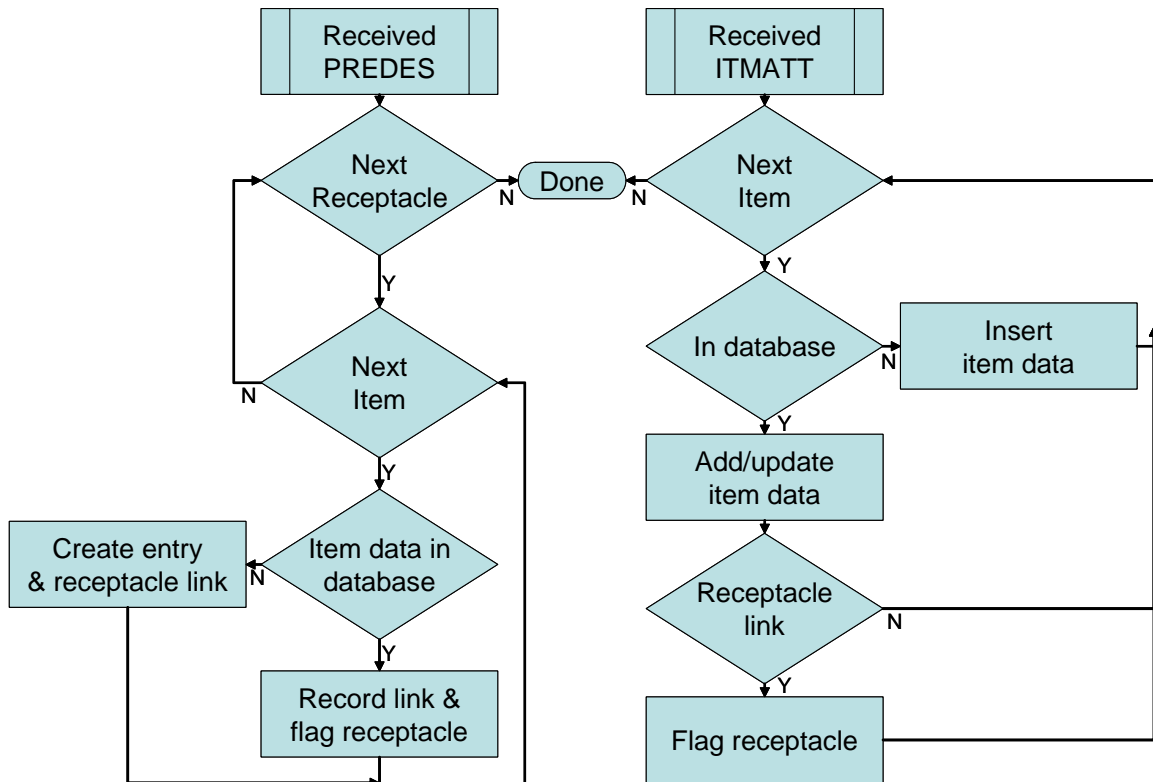 Received
PREDES
Received
ITMATT
Next
Receptacle
N
Done
N
Next
Item
Y
Y
In database
N
Insert
item data
Next
Item
N
Y
Add/update
item data
Y
Create entry
& receptacle link
N
Item data in
database
Receptacle
link
N
Y
Y
Record link &
flag receptacle
Flag receptacle